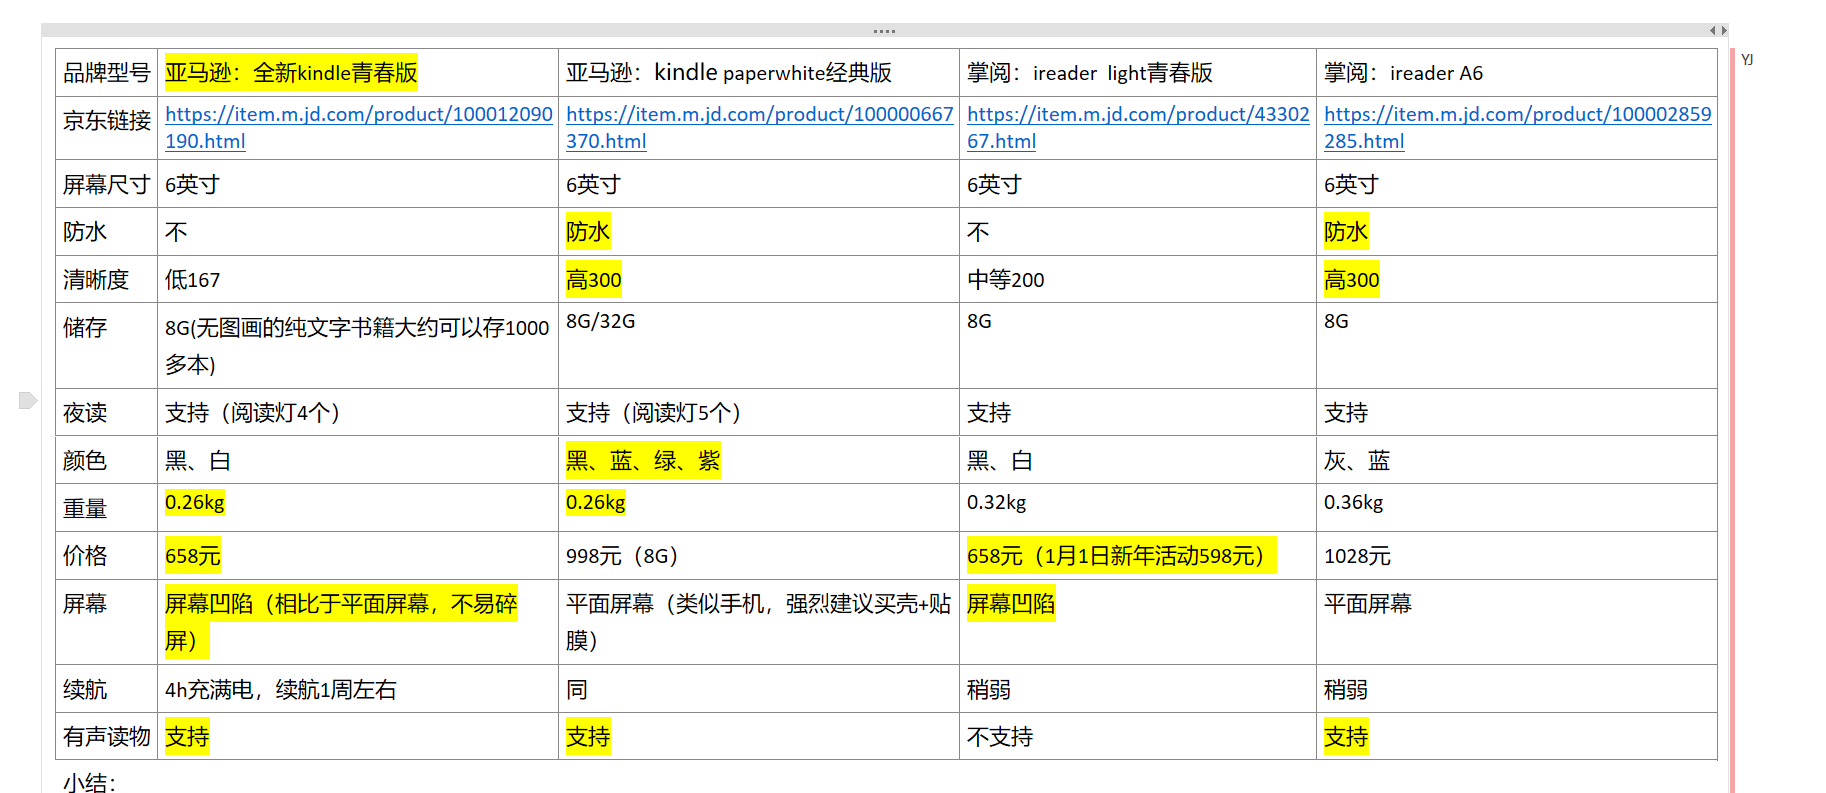 品牌型号 亚马逊：全新kindle青春版 亚马逊：kindle paperwhite经典版 掌阅：ireader light青春版 掌阅：ireader A6
YJ
京东链接 https://item.m.jd.com/product/100012090 https://item.m.jd.com/product/100000667 https://item.m.jd.com/product/43302 https://item.m.jd.com/product/100002859
190.html 370.html 67.html 285.html
屏幕尺寸 6英寸 6英寸 6英寸 6英寸
防水 不 防水 不 防水
清晰度 低167 高300 中等200 高300
储存 8G(无图画的纯文字书籍大约可以存1000 8G/32G 8G 8G
多本)
夜读 支持（阅读灯4个） 支持（阅读灯5个） 支持 支持
颜色 黑、白 黑、蓝、绿、紫 黑、白 灰、蓝
重量 0.26kg 0.26kg 0.32kg 0.36kg
价格 658元 998元（8G） 658元（1月1日新年活动598元） 1028元
屏幕 屏幕凹陷（相比于平面屏幕，不易碎 平面屏幕（类似手机，强烈建议买壳+贴 屏幕凹陷 平面屏幕
屏） 膜）
续航 4h充满电，续航1周左右 同 稍弱 稍弱
有声读物 支持 支持 不支持 支持
小结：